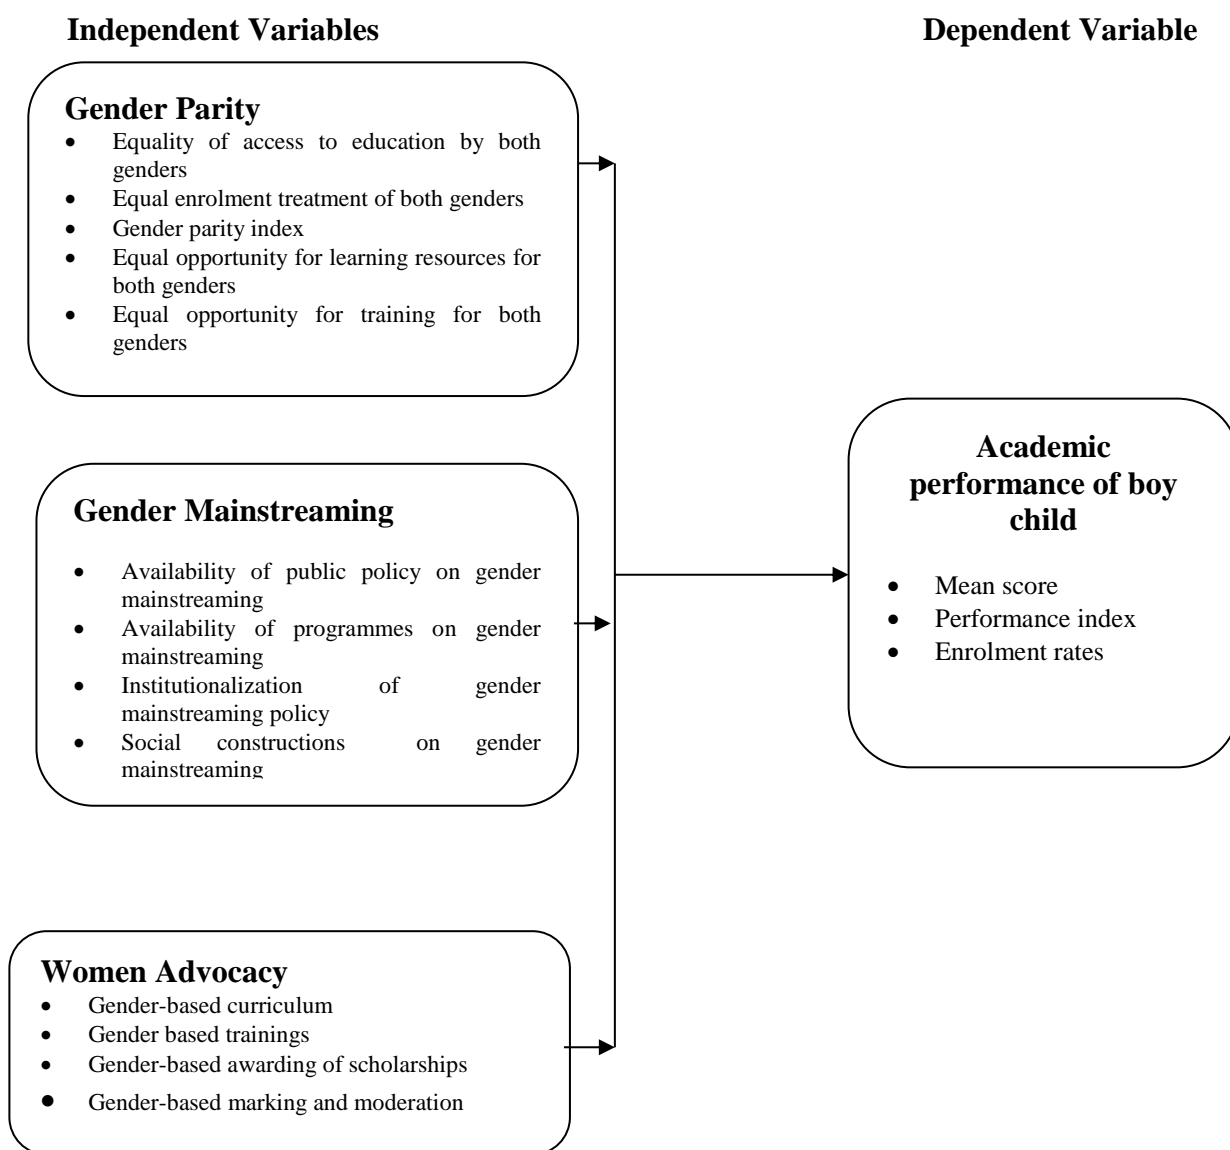 Independent Variables
Dependent Variable
Gender Parity
• Equality of access to education by both
genders
• Equal enrolment treatment of both genders
• Gender parity index
• Equal opportunity for learning resources for
both genders
• Equal opportunity for training for both
genders
Gender Mainstreaming
• Availability of public policy on gender
mainstreaming
• Availability of programmes on gender
mainstreaming
• Institutionalization of gender
mainstreaming policy
• Social constructions on gender
mainstreaming
Women Advocacy
• Gender-based curriculum
• Gender based trainings
• Gender-based awarding of scholarships
• Gender-based marking and moderation
Academic
performance of boy
child
• Mean score
• Performance index
• Enrolment rates